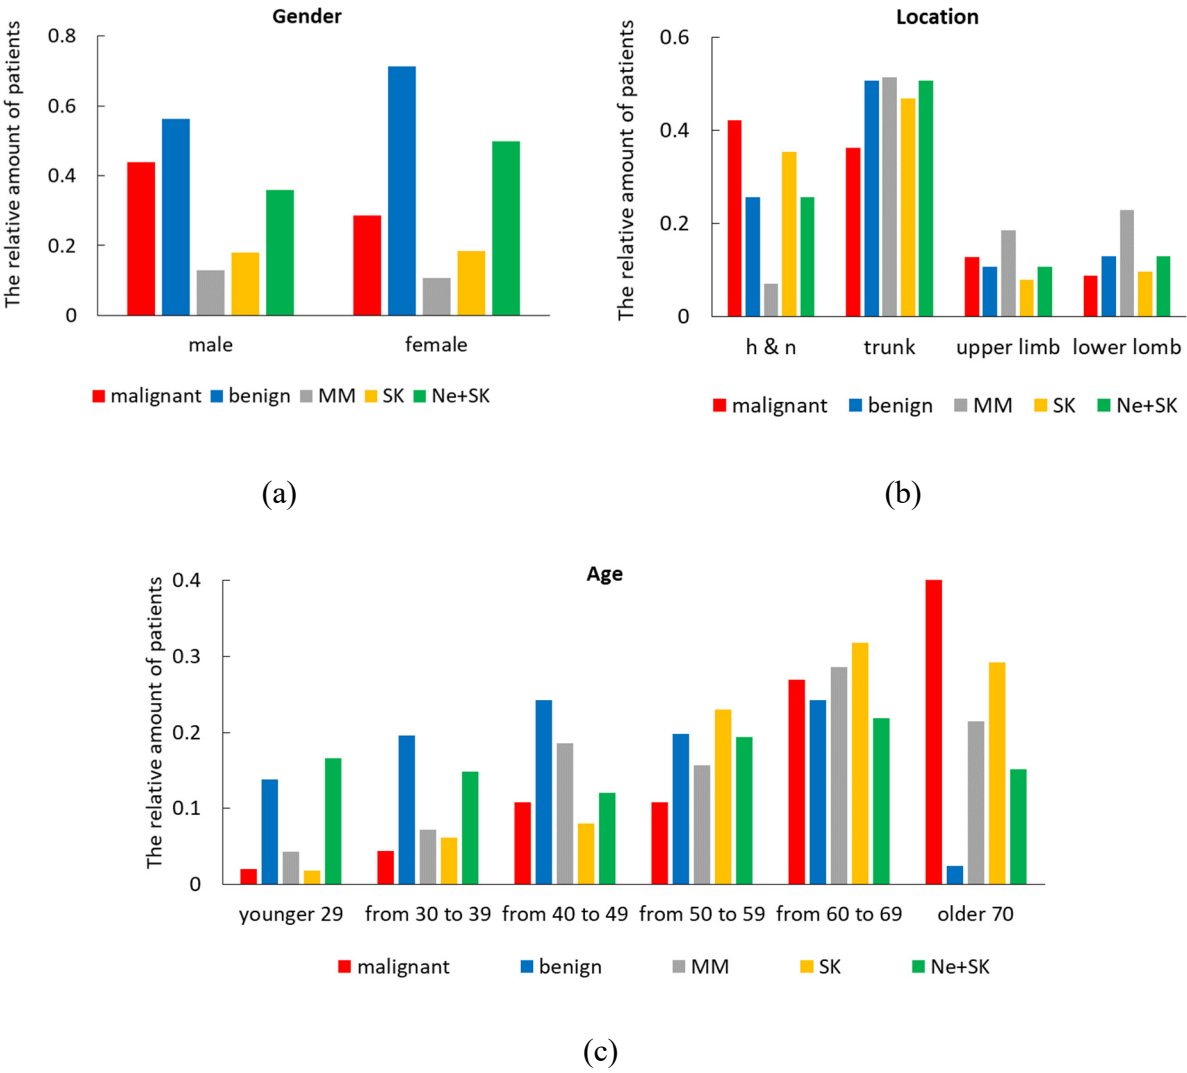 Gender
The relative amount of patients
0.8
0.6
0.4
0.2
0
male female
malignant benign MM SK Ne+SK
(a)
Location
The relative amount of patients
0.6
0.4
0.2
0
h & n trunk upper limb lower lomb
malignant benign MM SK Ne+SK
(b)
Age
The relative amount of patients
0.4
0.3
0.2
0.1
0
younger 29 from 30 to 39 from 40 to 49 from 50 to 59 from 60 to 69 older 70
malignant benign MM SK Ne+SK
(c)